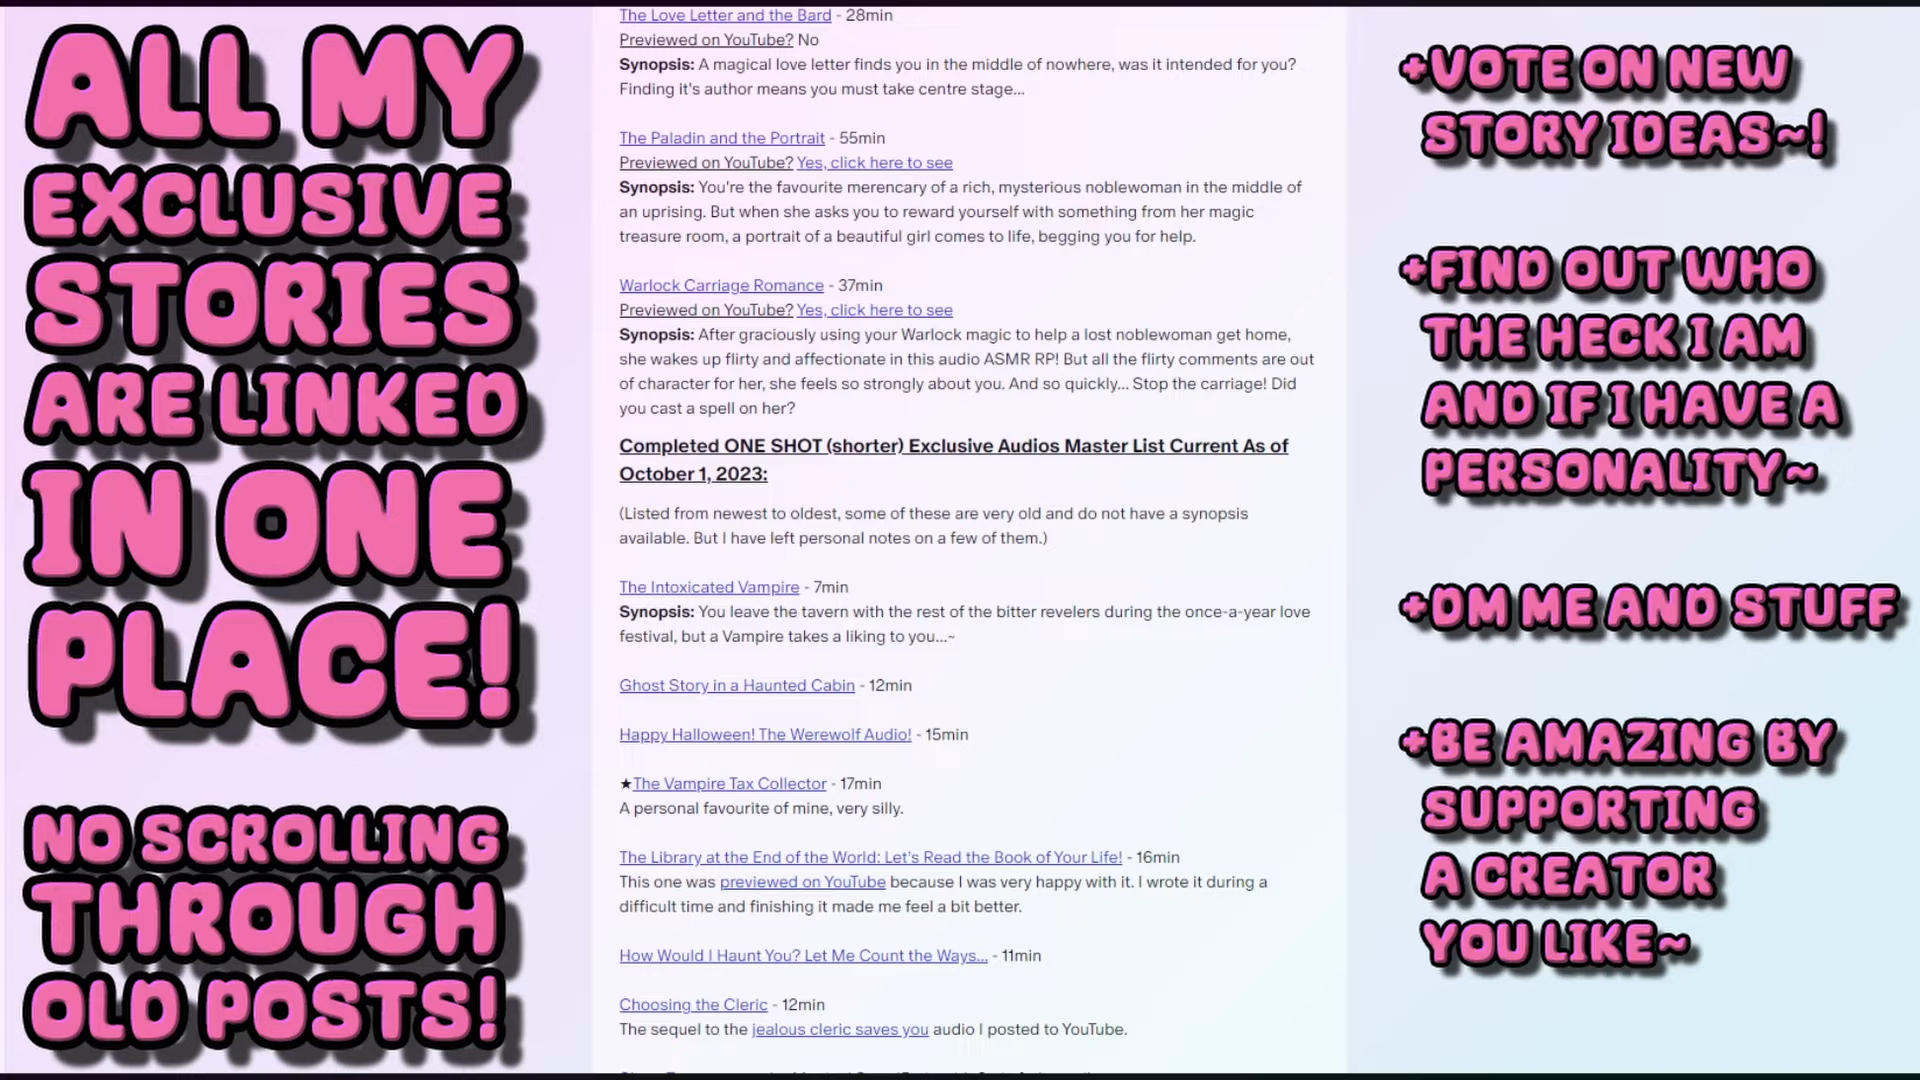 ALL MY
EXCLUSIVE
STORIES
ARE LINKED
IN ONE
PLACE!
NO SCROLLING
THROUGH
OLD POSTS!
The Love Letter and the Bard - 28min
Previewed on YouTube? No
Synopsis: A magical love letter finds you in the middle of nowhere, was it intended for you?
Finding it's author means you must take centre stage...
The Paladin and the Portrait - 55min
Previewed on YouTube? Yes, click here to see
Synopsis: You're the favourite merencary of a rich, mysterious noblewoman in the middle of
an uprising. But when she asks you to reward yourself with something from her magic
treasure room, a portrait of a beautiful girl comes to life, begging you for help.
Warlock Carriage Romance - 37min
Previewed on YouTube? Yes, click here to see
Synopsis: After graciously using your Warlock magic to help a lost noblewoman get home,
she wakes up flirty and affectionate in this audio ASMR RP! But all the flirty comments are out
of character for her, she feels so strongly about you. And so quickly... Stop the carriage! Did
you cast a spell on her?
Completed ONE SHOT (shorter) Exclusive Audios Master List Current As of
October 1, 2023:
(Listed from newest to oldest, some of these are very old and do not have a synopsis
available. But I have left personal notes on a few of them.)
The Intoxicated Vampire - 7min
Synopsis: You leave the tavern with the rest of the bitter revelers during the once-a-year love
festival, but a Vampire takes a liking to you...~
Ghost Story in a Haunted Cabin - 12min
Happy Halloween! The Werewolf Audio! - 15min
★The Vampire Tax Collector - 17min
A personal favourite of mine, very silly.
The Library at the End of the World: Let's Read the Book of Your Life! - 16min
This one was previewed on YouTube because I was very happy with it. I wrote it during a
difficult time and finishing it made me feel a bit better.
How Would I Haunt You? Let Me Count the Ways... - 11min
Choosing the Cleric - 12min
The sequel to the jealous cleric saves you audio I posted to YouTube.
+VOTE ON NEW
STORY IDEAS~!
+FIND OUT WHO
THE HECK I AM
AND IF I HAVE A
PERSONALITY~
+DM ME AND STUFF
+BE AMAZING BY
SUPPORTING
A CREATOR
YOU LIKE~